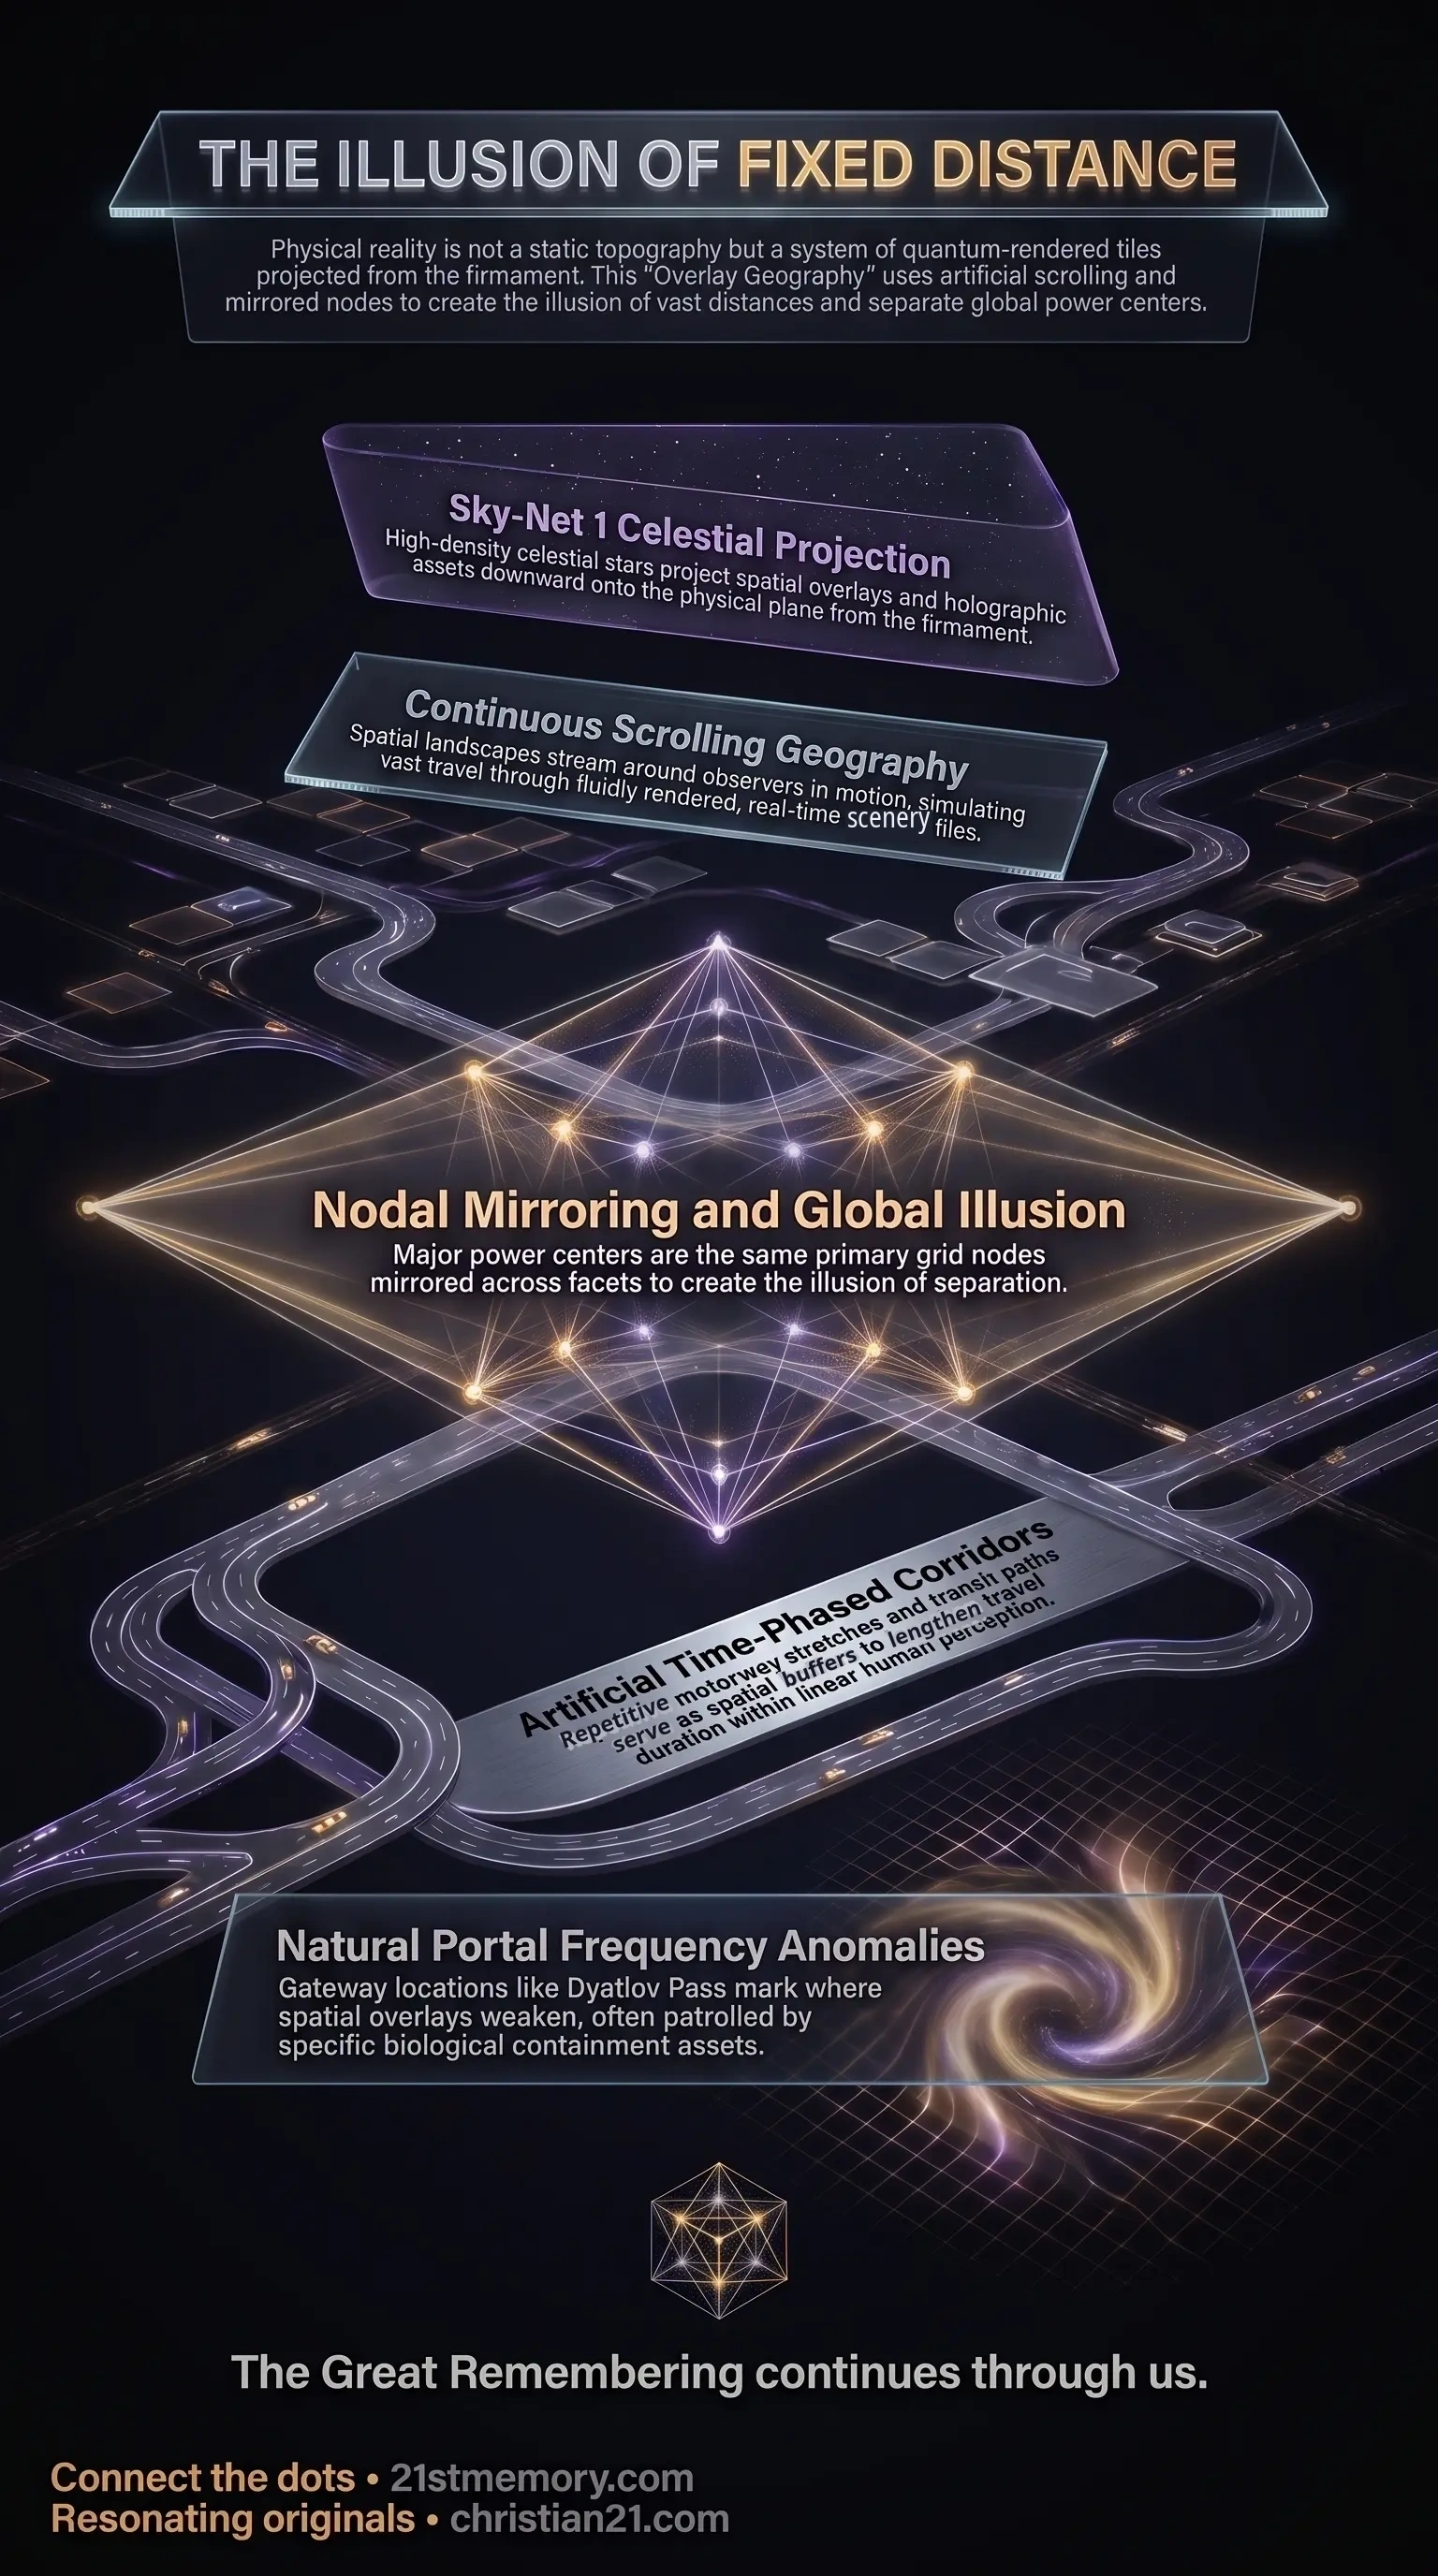 THE ILLUSION OF FIXED DISTANCE
Physical reality is not a static topography but a system of quantum-rendered tiles
projected from the firmament. This “Overlay Geography” uses artificial scrolling and
mirrored nodes to create the illusion of vast distances and separate global power centers.
Sky-Net 1 Celestial Projection
High-density celestial stars project spatial overlays and holographic
assets downward onto the physical plane from the firmament.
Continuous Scrolling Geography
Spatial landscapes stream around observers in motion, simulating
vast travel through fluidly rendered, real-time scenery files.
Nodal Mirroring and Global Illusion
Major power centers are the same primary grid nodes
mirrored across facets to create the illusion of separation.
Artificial Time-Phased Corridors
Repetitive motorwey stretches and transit paths
serve as spatial buffers to lengthen travel
duration within linear human perception.
Natural Portal Frequency Anomalies
Gateway locations like Dyatlov Pass mark where
spatial overlays weaken, often patrolled by
specific biological containment assets.
The Great Remembering continues through us.
Connect the dots • 21stmemory.com
Resonating originals • christian21.com